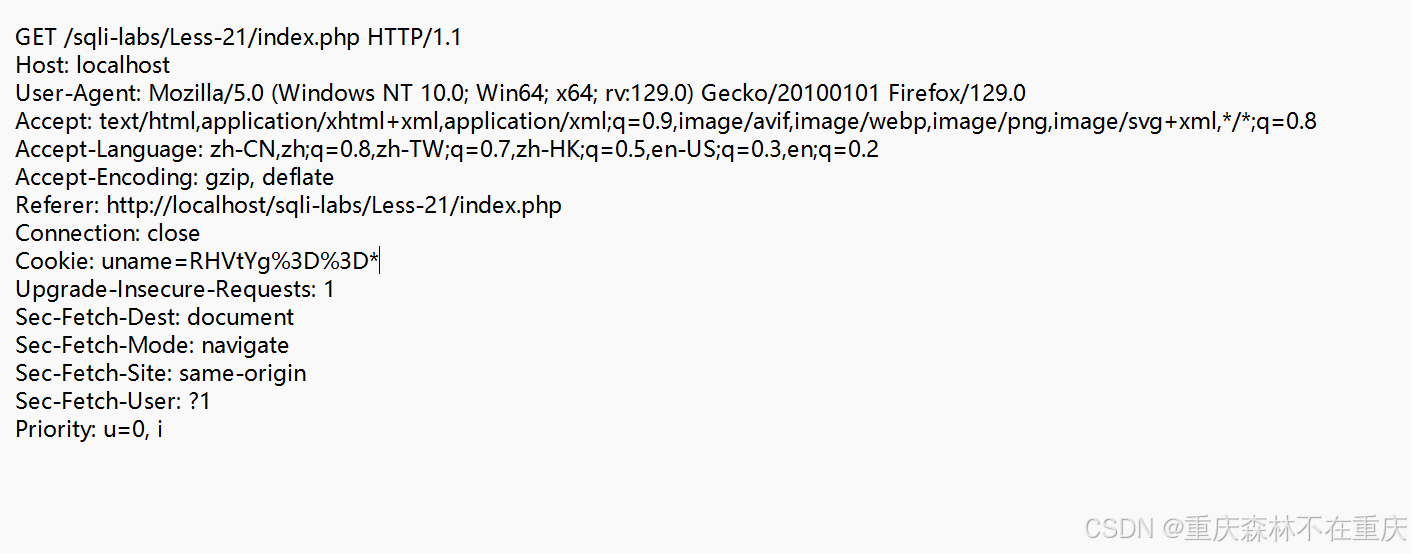 GET /sqli-labs/Less-21/index.php HTTP/1.1
Host: localhost
User-Agent: Mozilla/5.0 (Windows NT 10.0; Win64; x64; rv:129.0) Gecko/20100101 Firefox/129.0
Accept: text/html,application/xhtml+xml,application/xml;q=0.9,image/avif,image/webp,image/png,image/svg+xml,*/*;q=0.8
Accept-Language: zh-CN,zh;q=0.8,zh-TW;q=0.7,zh-HK;q=0.5,en-US;q=0.3,en;q=0.2
Accept-Encoding: gzip, deflate
Referer: http://localhost/sqli-labs/Less-21/index.php
Connection: close
Cookie: uname=RHVtYg%3D%3D*
Upgrade-Insecure-Requests: 1
Sec-Fetch-Dest: document
Sec-Fetch-Mode: navigate
Sec-Fetch-Site: same-origin
Sec-Fetch-User: ?1
Priority: u=0, i
CSDN @重庆森林不在重庆